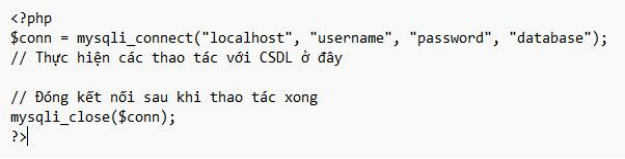 <?php
$conn = mysqli_connect("localhost", "username", "password", "database");
// Thực hiện các thao tác với CSDL ở đây
// Đóng kết nối sau khi thao tác xong
mysqli_close($conn);
?>